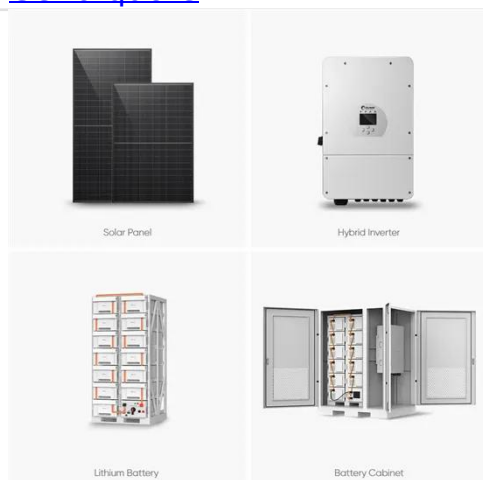 Solar Panel
Hybrid Inverter
Lithium Battery
Battery Cabinet